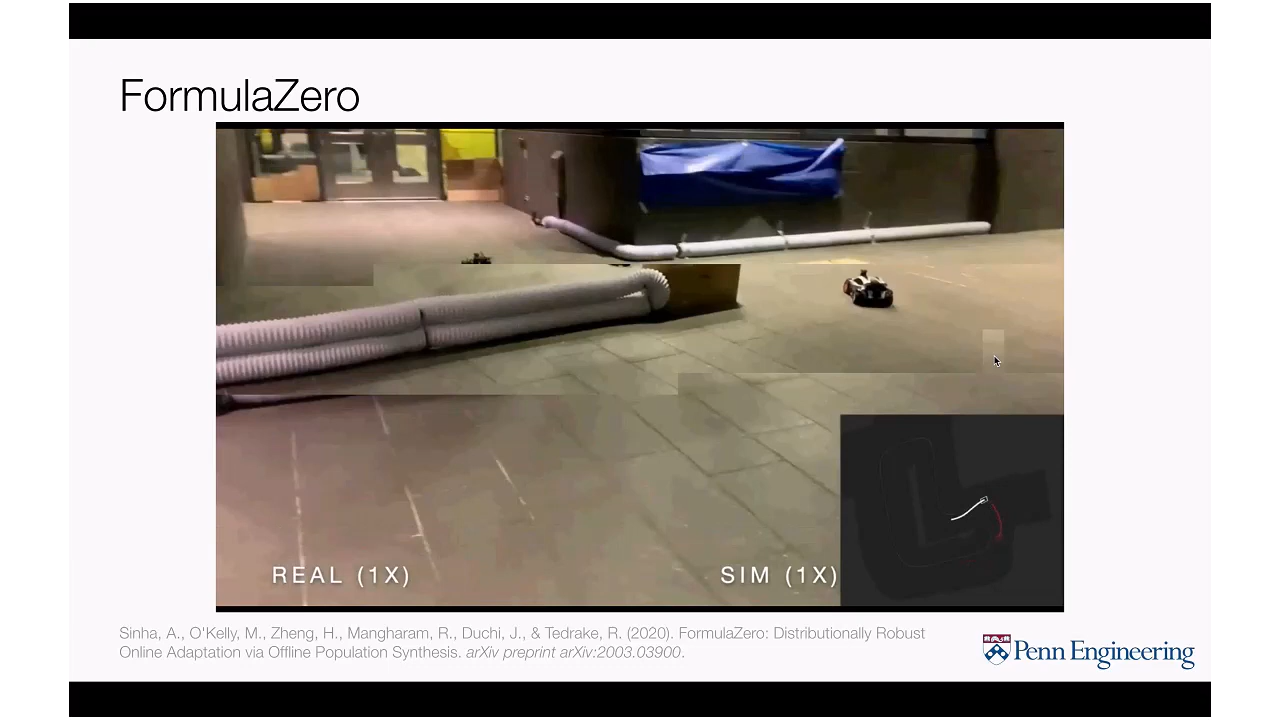 FormulaZero
REAL (1X)
SIM (1X)
Sinha, A., O'Kelly, M., Zheng, H., Mangharam, R., Duchi, J., & Tedrake, R. (2020). FormulaZero: Distributionally Robust
Online Adaptation via Offline Population Synthesis. arXiv preprint arXiv:2003.03900.
Penn Engineering